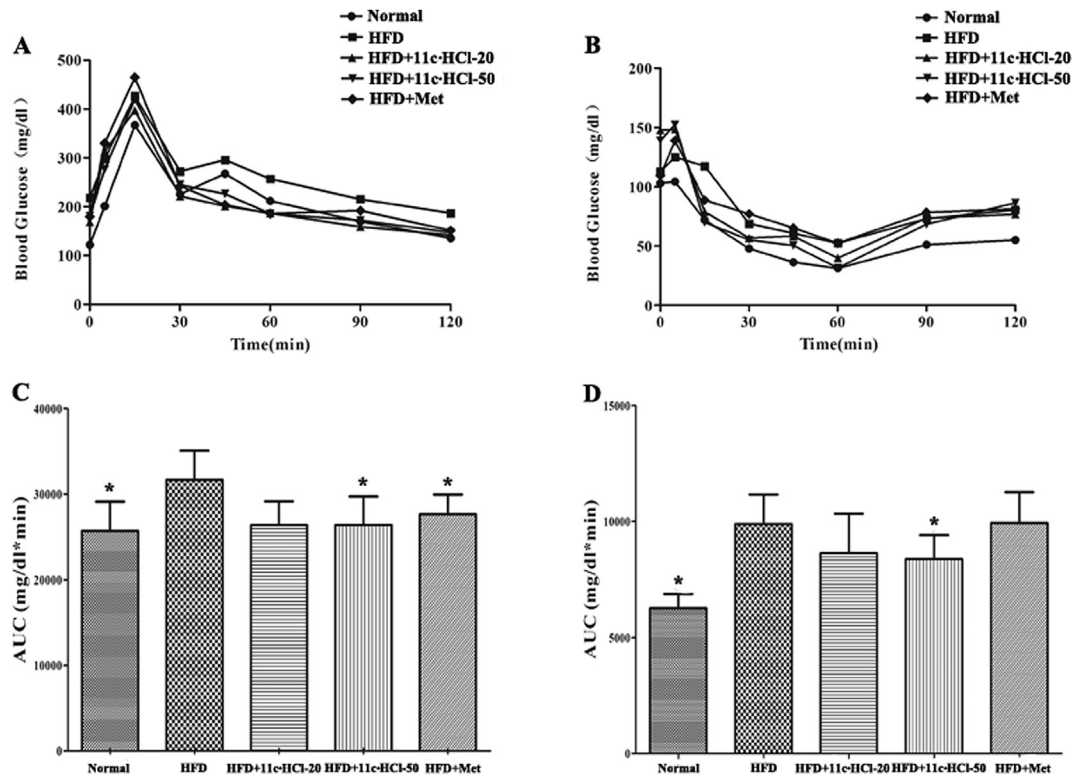 A
Normal
HFD
HFD+11c·HCl-20
HFD+11c·HCl-50
HFD+Met
Blood Glucose (mg/dl)
500
400
300
200
100
0
0 30 60 90 120
Time(min)
B
Normal
HFD
HFD+11c·HCl-20
HFD+11c·HCl-50
HFD+Met
Blood Glucose (mg/dl)
200
150
100
50
0
0 30 60 90 120
Time(min)
C
AUC (mg/dl*min)
40000
30000
20000
10000
0
* * *
Normal HFD HFD+11c·HCl-20 HFD+11c·HCl-50 HFD+Met
D
AUC (mg/dl*min)
15000
10000
5000
0
* *
Normal HFD HFD+11c·HCl-20 HFD+11c·HCl-50 HFD+Met